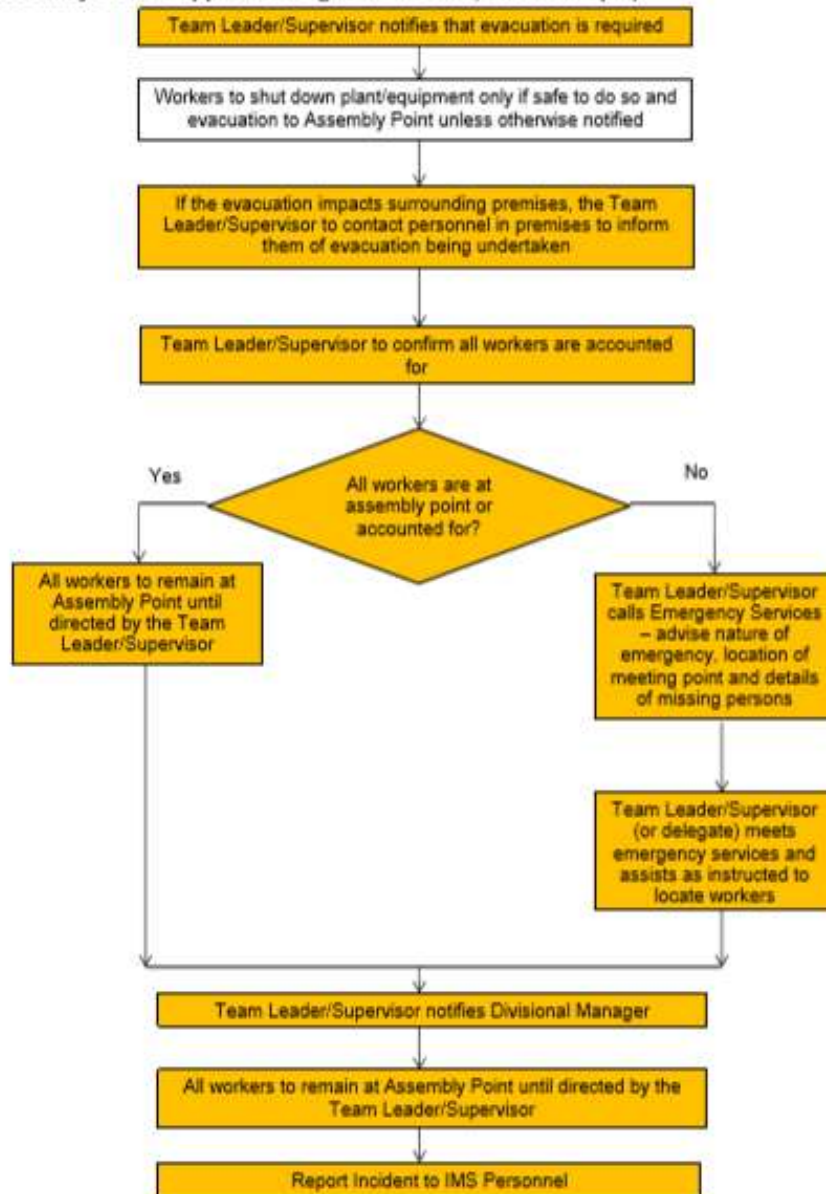 Team Leader/Supervisor notifies that evacuation is required
Workers to shut down plant/equipment only if safe to do so and
evacuation to Assembly Point unless otherwise notified
If the evacuation impacts surrounding premises, the Team
Leader/Supervisor to contact personnel in premises to inform
them of evacuation being undertaken
Team Leader/Supervisor to confirm all workers are accounted
for
Yes
No
All workers are at
assembly point or
accounted for?
All workers to remain at
Assembly Point until
directed by the Team
Leader/Supervisor
Team Leader/Supervisor
calls Emergency Services
– advise nature of
emergency, location of
meeting point and details
of missing persons
Team Leader/Supervisor
(or delegate) meets
emergency services and
assists as instructed to
locate workers
Team Leader/Supervisor notifies Divisional Manager
All workers to remain at Assembly Point until directed by the
Team Leader/Supervisor
Report Incident to IMS Personnel